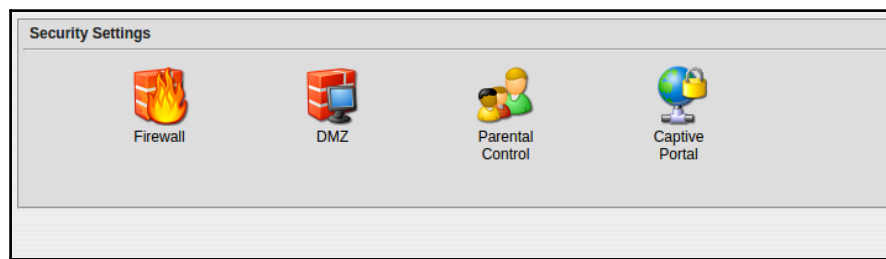 Security Settings
Firewall
DMZ
Parental
Control
Captive
Portal